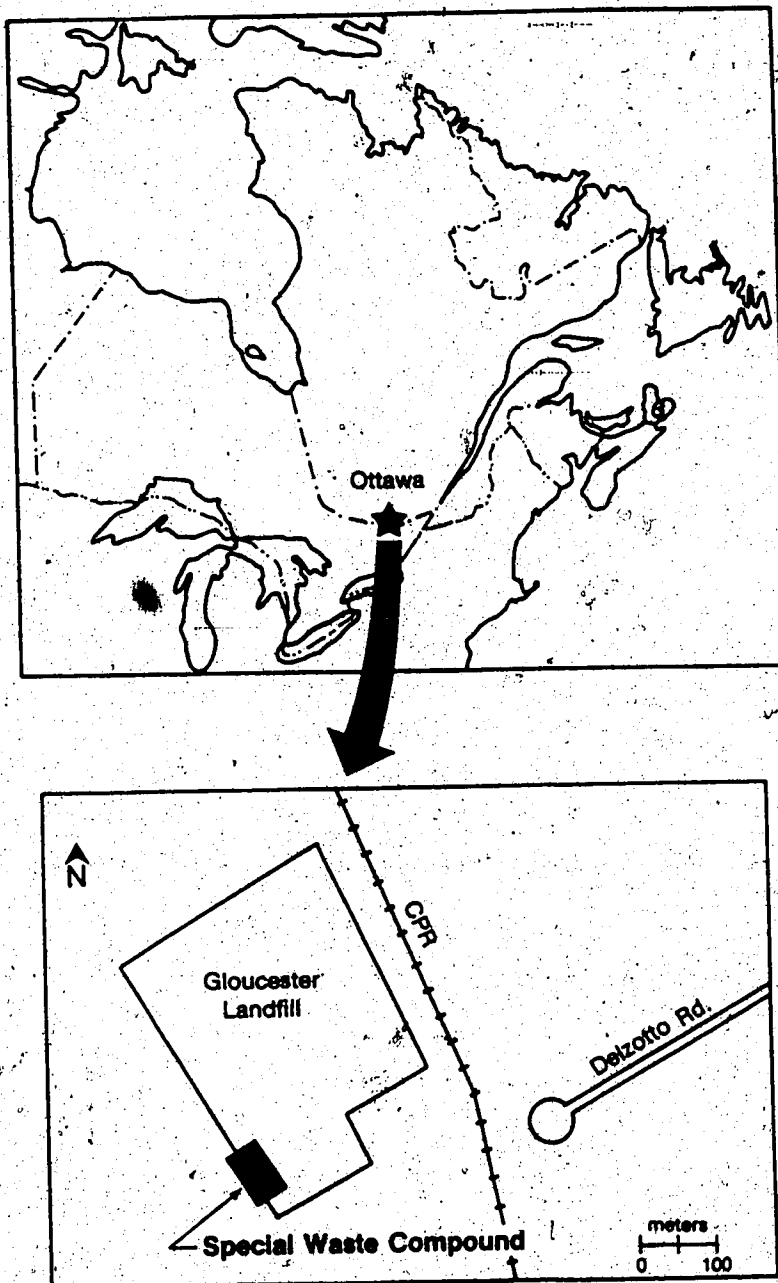 Ottawa
N
CPR
Gloucester
Landfill
Delzotto Rd.
Special Waste Compound
meters
0 100